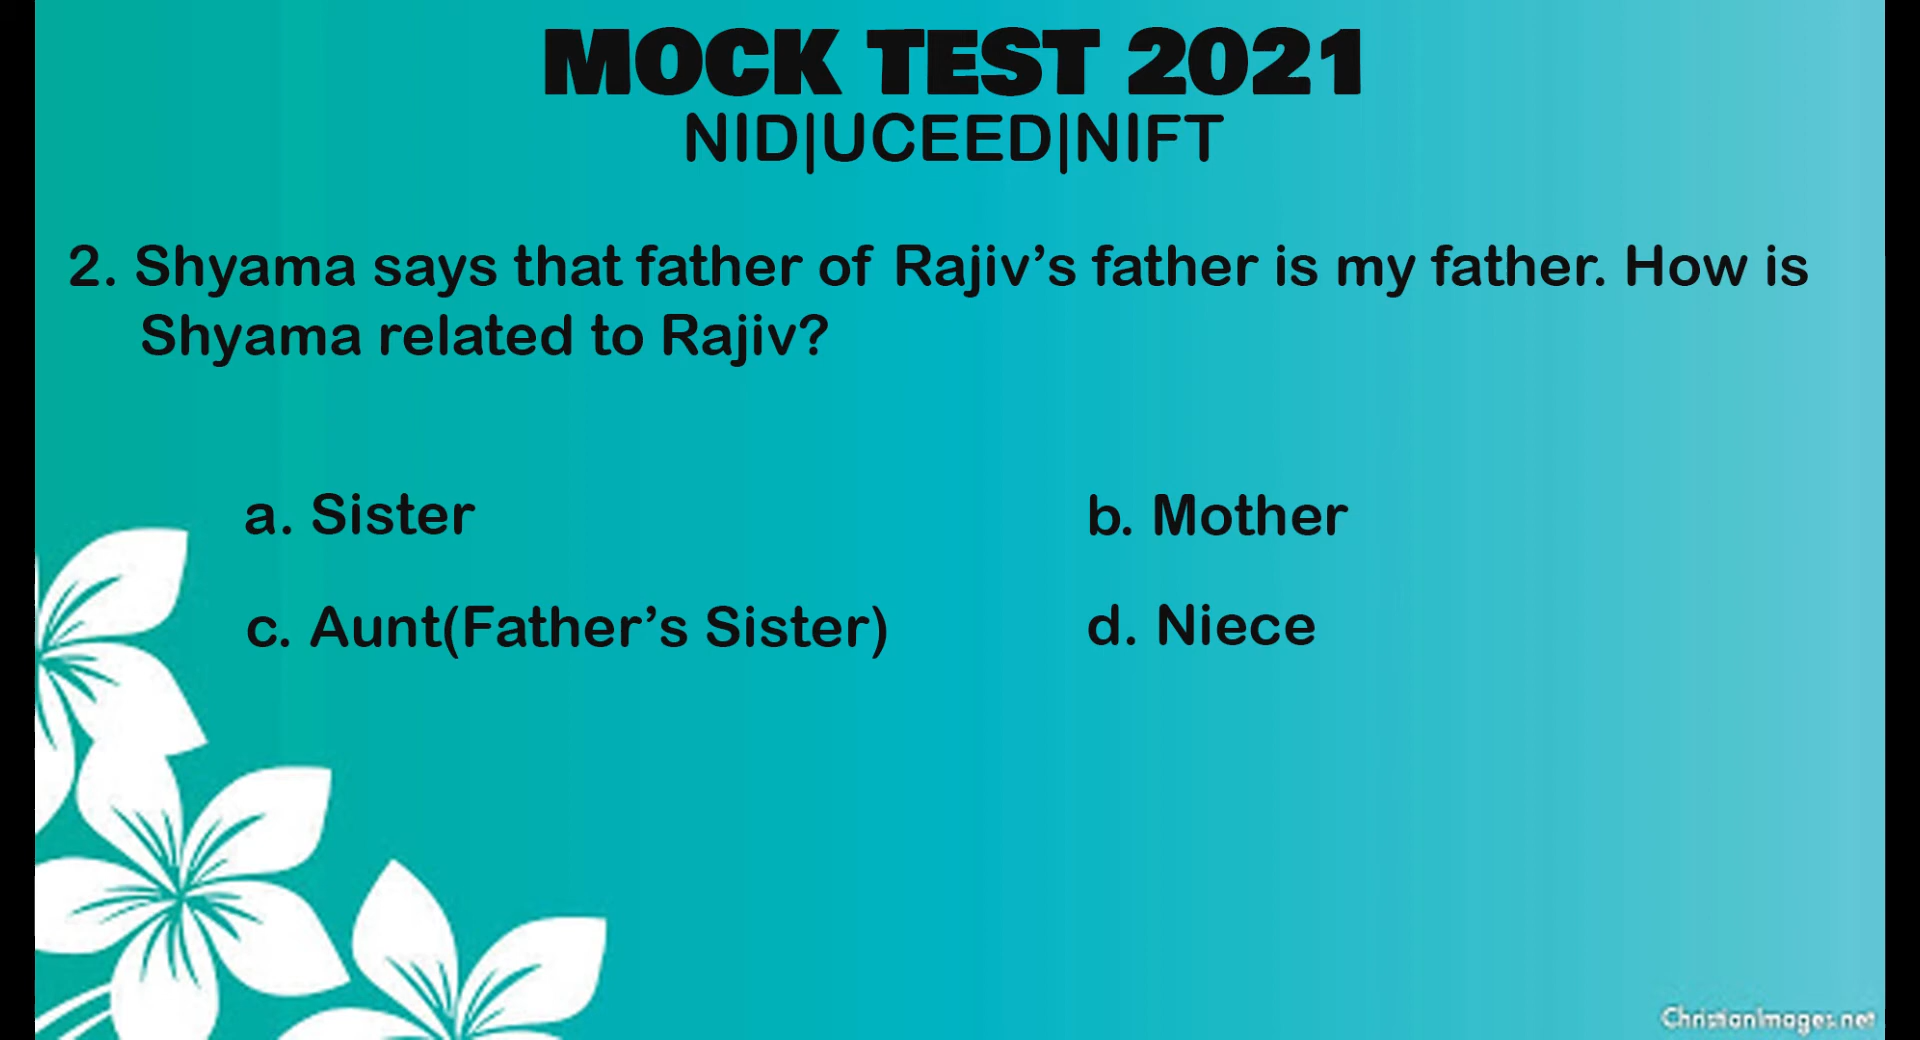 MOCK TEST 2021
NID|UCEED|NIFT
2. Shyama says that father of Rajiv’s father is my father. How is
Shyama related to Rajiv?
a. Sister
b. Mother
c. Aunt(Father’s Sister)
d. Niece
ChristianImages.net